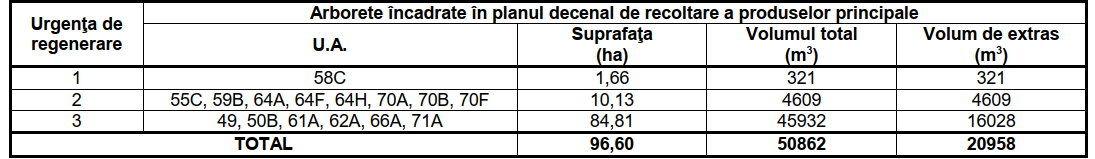 Urgenţa de regenerare | Arborete încadrate în planul decenal de recoltare a produselor principale
U.A. | Suprafaţa (ha) | Volumul total (m³) | Volum de extras (m³)
1 | 58C | 1,66 | 321 | 321
2 | 55C, 59B, 64A, 64F, 64H, 70A, 70B, 70F | 10,13 | 4609 | 4609
3 | 49, 50B, 61A, 62A, 66A, 71A | 84,81 | 45932 | 16028
TOTAL | 96,60 | 50862 | 20958